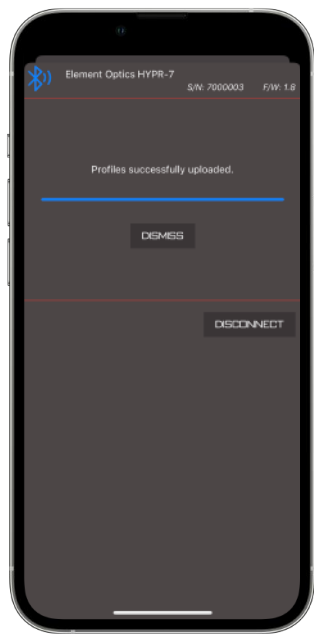 Element Optics HYPR-7
S/N: 7000003 F/W: 1.8
Profiles successfully uploaded.
DISMISS
DISCONNECT